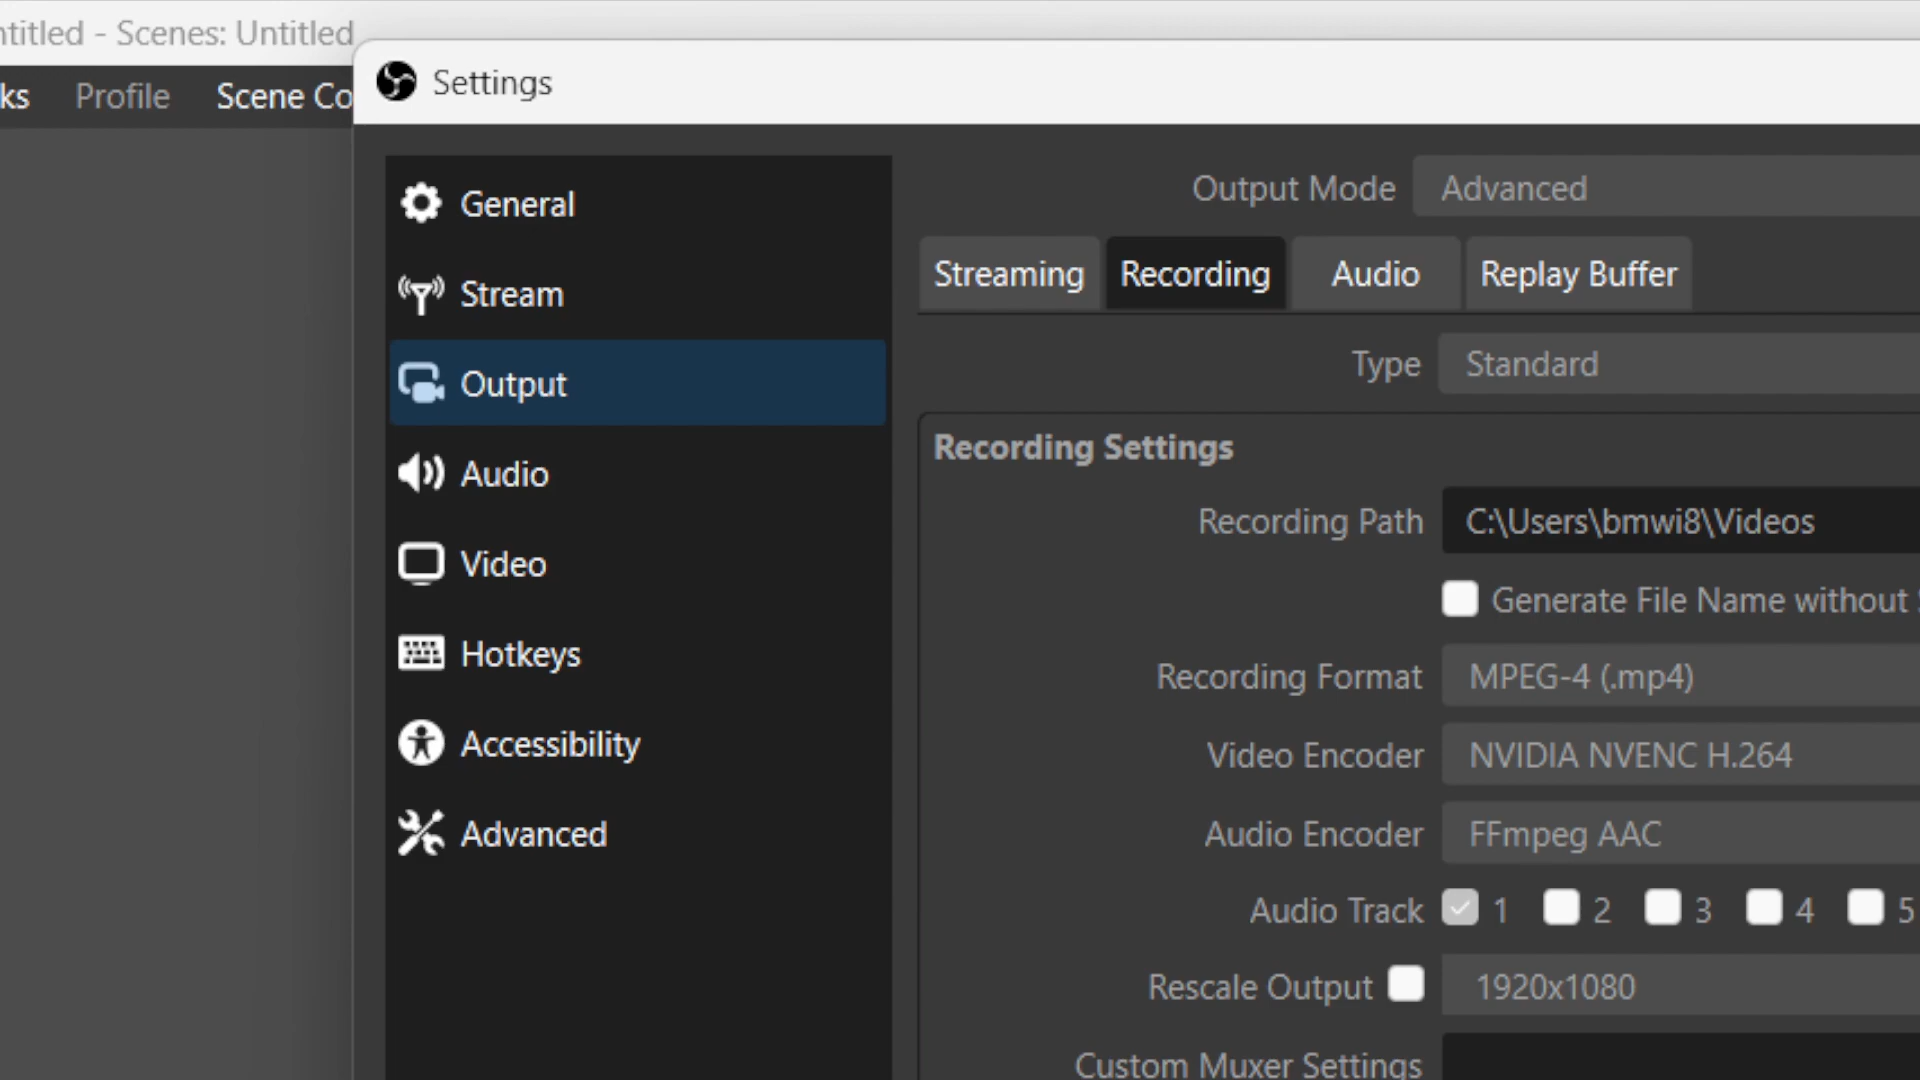 - Scenes: Untitled
Profile
Scene
Settings
General
Stream
Output
Audio
Video
Hotkeys
Accessibility
Advanced
Output Mode Advanced
Streaming Recording Audio Replay Buffer
Type Standard
Recording Settings
Recording Path C:\Users\bmwi8\Videos
Generate File Name without
Recording Format MPEG-4 (.mp4)
Video Encoder NVIDIA NVENC H.264
Audio Encoder FFmpeg AAC
Audio Track 1 2 3 4 5
Rescale Output 1920x1080
Custom Muxer Settings